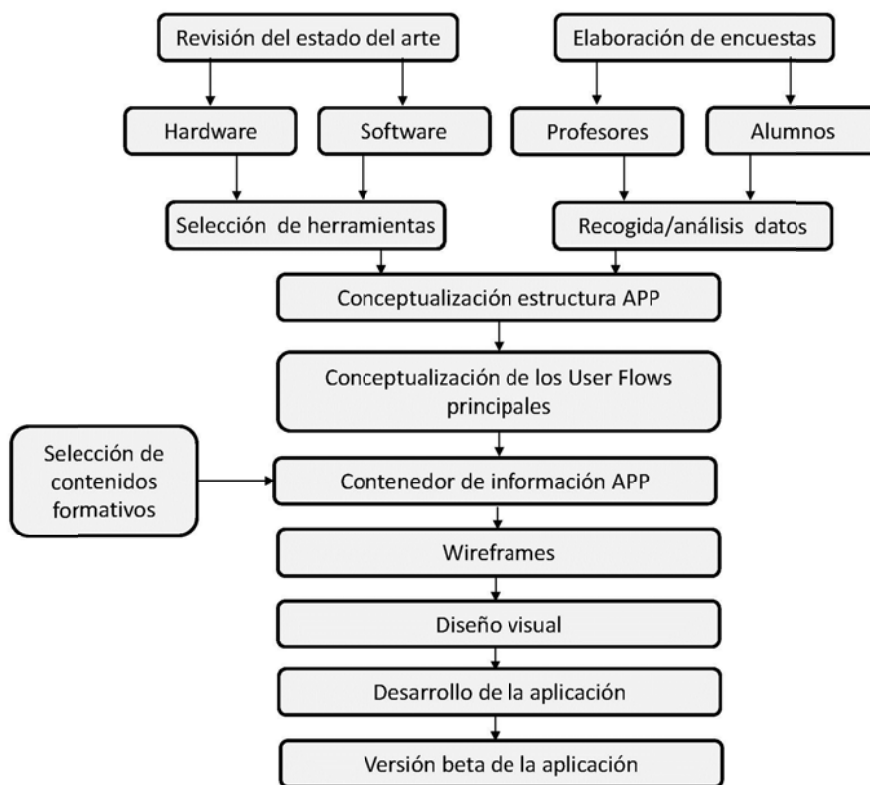 Revisión del estado del arte
Elaboración de encuestas
Hardware
Software
Profesores
Alumnos
Selección de herramientas
Recogida/análisis datos
Conceptualización estructura APP
Conceptualización de los User Flows
principales
Selección de
contenidos
formativos
Contenedor de información APP
Wireframes
Diseño visual
Desarrollo de la aplicación
Versión beta de la aplicación